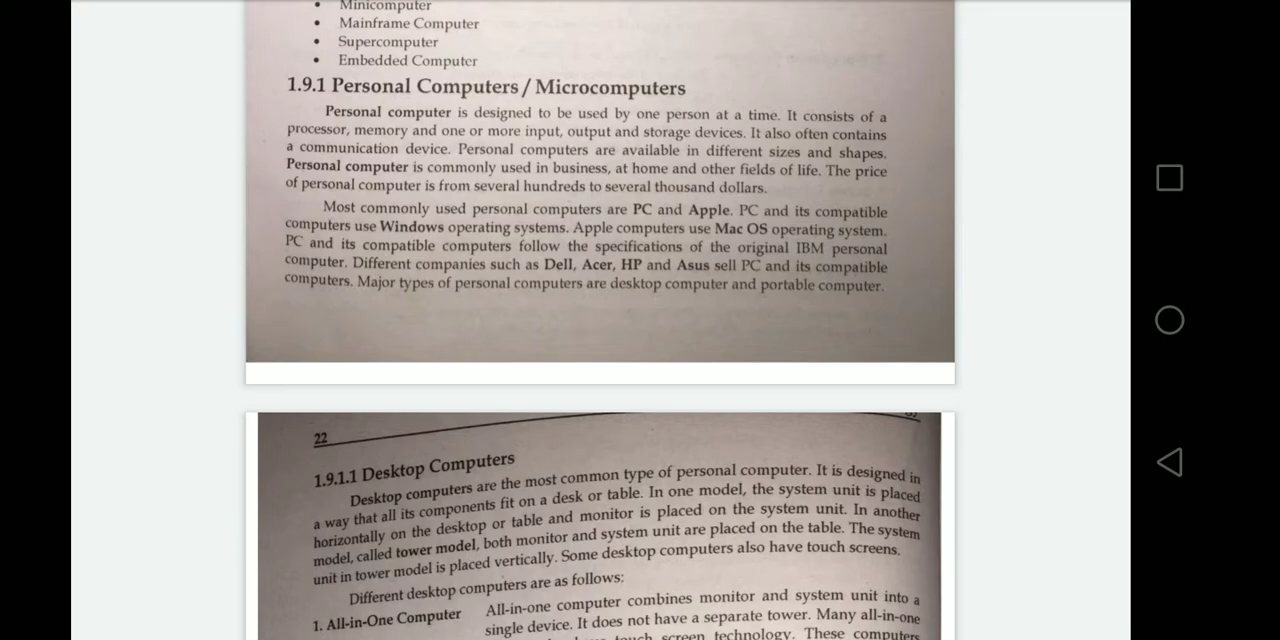 • Minicomputer
• Mainframe Computer
• Supercomputer
• Embedded Computer
1.9.1 Personal Computers / Microcomputers
Personal computer is designed to be used by one person at a time. It consists of a
processor, memory and one or more input, output and storage devices. It also often contains
a communication device. Personal computers are available in different sizes and shapes.
Personal computer is commonly used in business, at home and other fields of life. The price
of personal computer is from several hundreds to several thousand dollars.
Most commonly used personal computers are PC and Apple. PC and its compatible
computers use Windows operating systems. Apple computers use Mac OS operating system.
PC and its compatible computers follow the specifications of the original IBM personal
computer. Different companies such as Dell, Acer, HP and Asus sell PC and its compatible
computers. Major types of personal computers are desktop computer and portable computer.
22
1.9.1.1 Desktop Computers
Desktop computers are the most common type of personal computer. It is designed in
a way that all its components fit on a desk or table. In one model, the system unit is placed
horizontally on the desktop or table and monitor is placed on the system unit. In another
model, called tower model, both monitor and system unit are placed on the table. The system
unit in tower model is placed vertically. Some desktop computers also have touch screens.
Different desktop computers are as follows:
1. All-in-One Computer All-in-one computer combines monitor and system unit into a
single device. It does not have a separate tower. Many all-in-one
touch screen technology. These computers